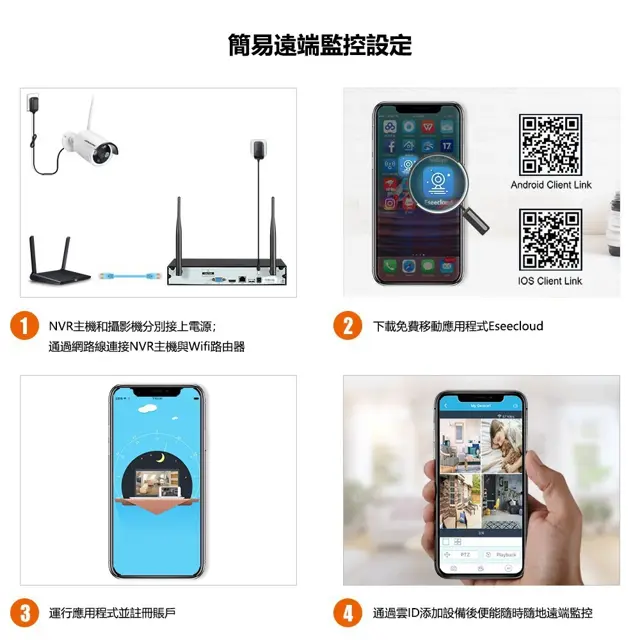 簡易遠端監控設定
Eseecloud
Android Client Link
IOS Client Link
1
NVR主機和攝影機分別接上電源；
通過網路線連接NVR主機與Wifi路由器
2
下載免費移動應用程式Eseecloud
My Device1
PTZ
Playback
3
運行應用程式並註冊賬戶
4
通過雲ID添加設備後便能隨時隨地遠端監控